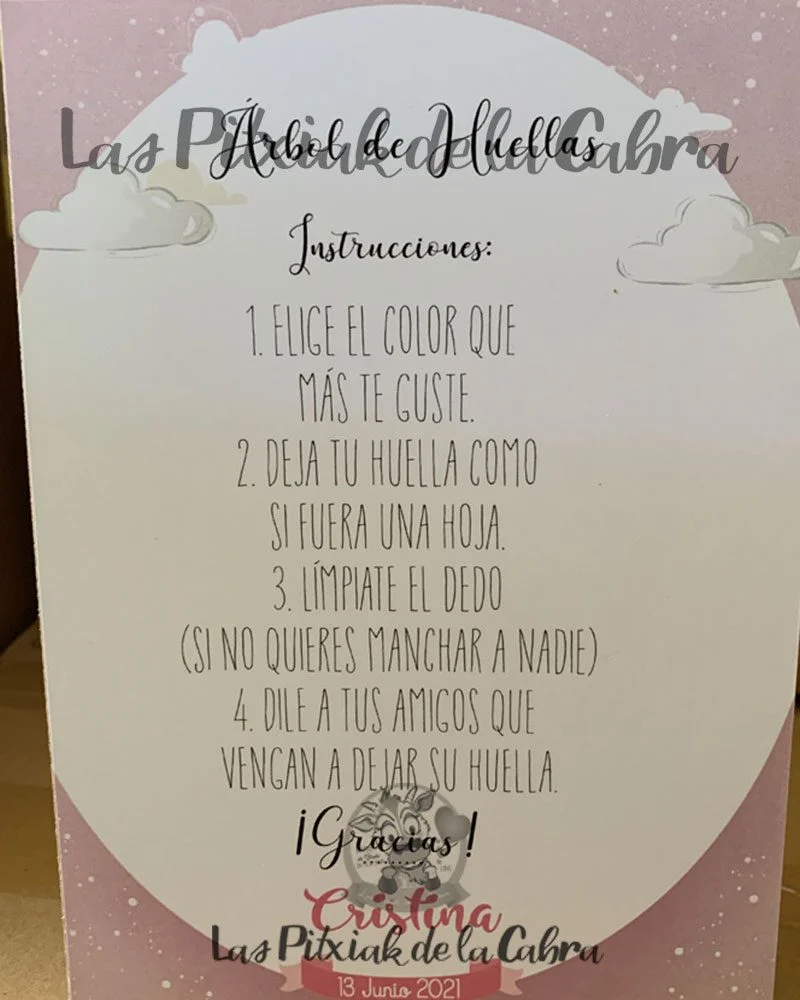 Árbol de Huellas
Las Pitxiak de la Cabra
Instrucciones:
1. ELIGE EL COLOR QUE
MÁS TE GUSTE.
2. DEJA TU HUELLA COMO
SI FUERA UNA HOJA.
3. LÍMPIATE EL DEDO
(SI NO QUIERES MANCHAR A NADIE)
4. DILE A TUS AMIGOS QUE
VENGAN A DEJAR SU HUELLA.
¡Gracias!
Cristina
Las Pitxiak de la Cabra
13 Junio 2021